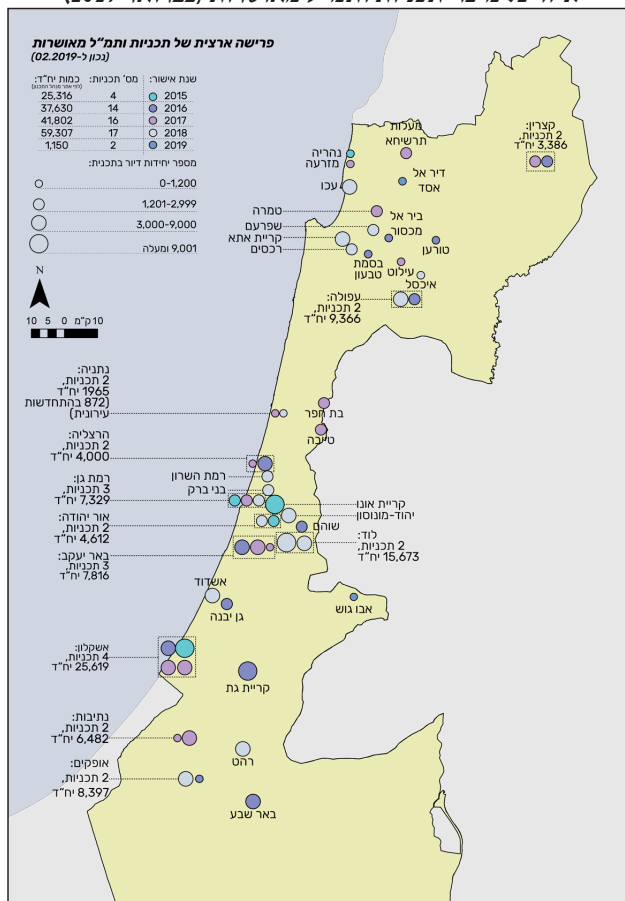 פרישה ארצית של תכניות ותמ"ל מאושרות
(נכון ל-02.2019)
שנת אישור: מס' תכניות: כמות יח"ד:
(לפי אתר מנהל התכנון)
2015 4 25,316
2016 14 37,630
2017 16 41,802
2018 17 59,307
2019 2 1,150
מספר יחידות דיור בתכנית:
0-1,200
1,201-2,999
3,000-9,000
9,001 ומעלה
N
10 5 0 10 ק"מ
מעלות
תרשיחא
קצרין:
2 תכניות,
3,386 יח"ד
נהריה
מזרעה
דיר אל
אסד
עכו
טמרה
ביר אל
מכסור
שפרעם
קריית אתא
רכסים
טורען
בסמת
טבעון
עילוט
איכסל
עפולה:
2 תכניות,
9,366 יח"ד
נתניה:
2 תכניות,
1965 יח"ד
(872 בהתחדשות
עירונית)
בת חפר
טייבה
הרצליה:
2 תכניות,
4,000 יח"ד
רמת השרון
בני ברק
רמת גן:
3 תכניות,
7,329 יח"ד
קריית אונו
יהוד-מונוסון
אור יהודה:
2 תכניות,
4,612 יח"ד
שוהם
לוד:
2 תכניות,
15,673 יח"ד
באר יעקב:
3 תכניות,
7,816 יח"ד
אשדוד
גן יבנה
אבו גוש
אשקלון:
4 תכניות,
25,619 יח"ד
קריית גת
נתיבות:
2 תכניות,
6,482 יח"ד
רהט
אופקים:
2 תכניות,
8,397 יח"ד
באר שבע